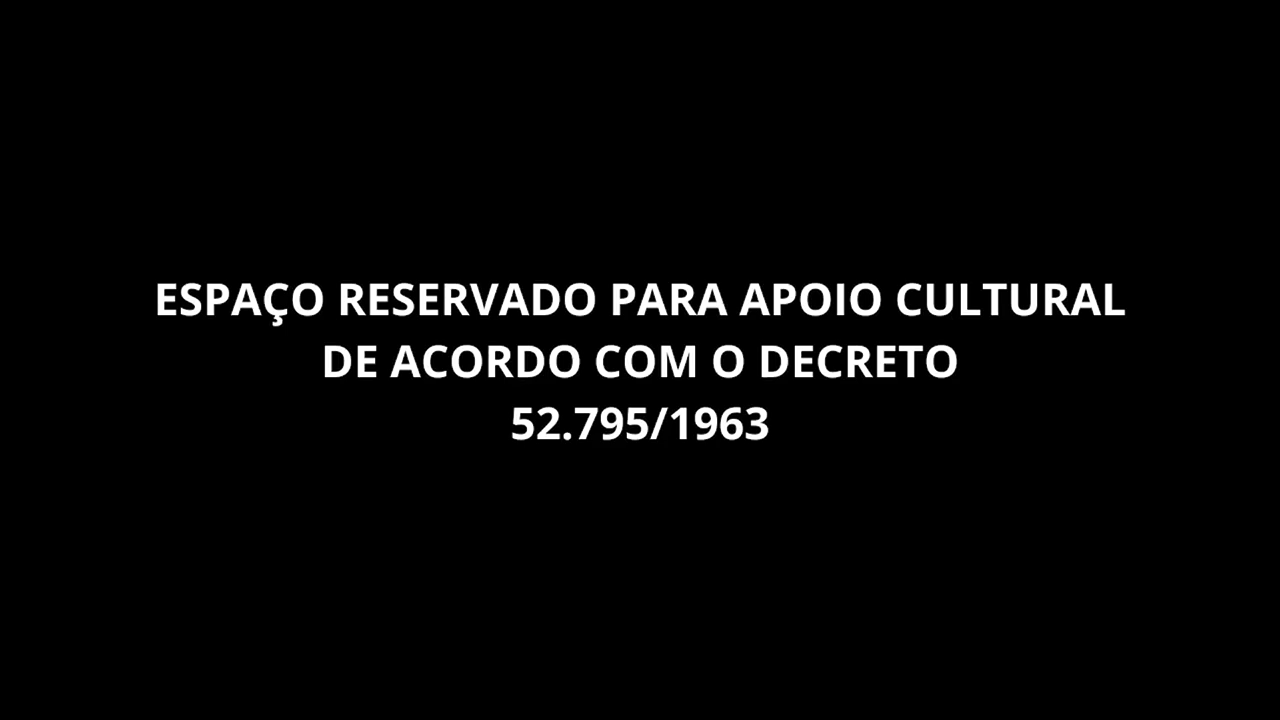 ESPAÇO RESERVADO PARA APOIO CULTURAL
DE ACORDO COM O DECRETO
52.795/1963